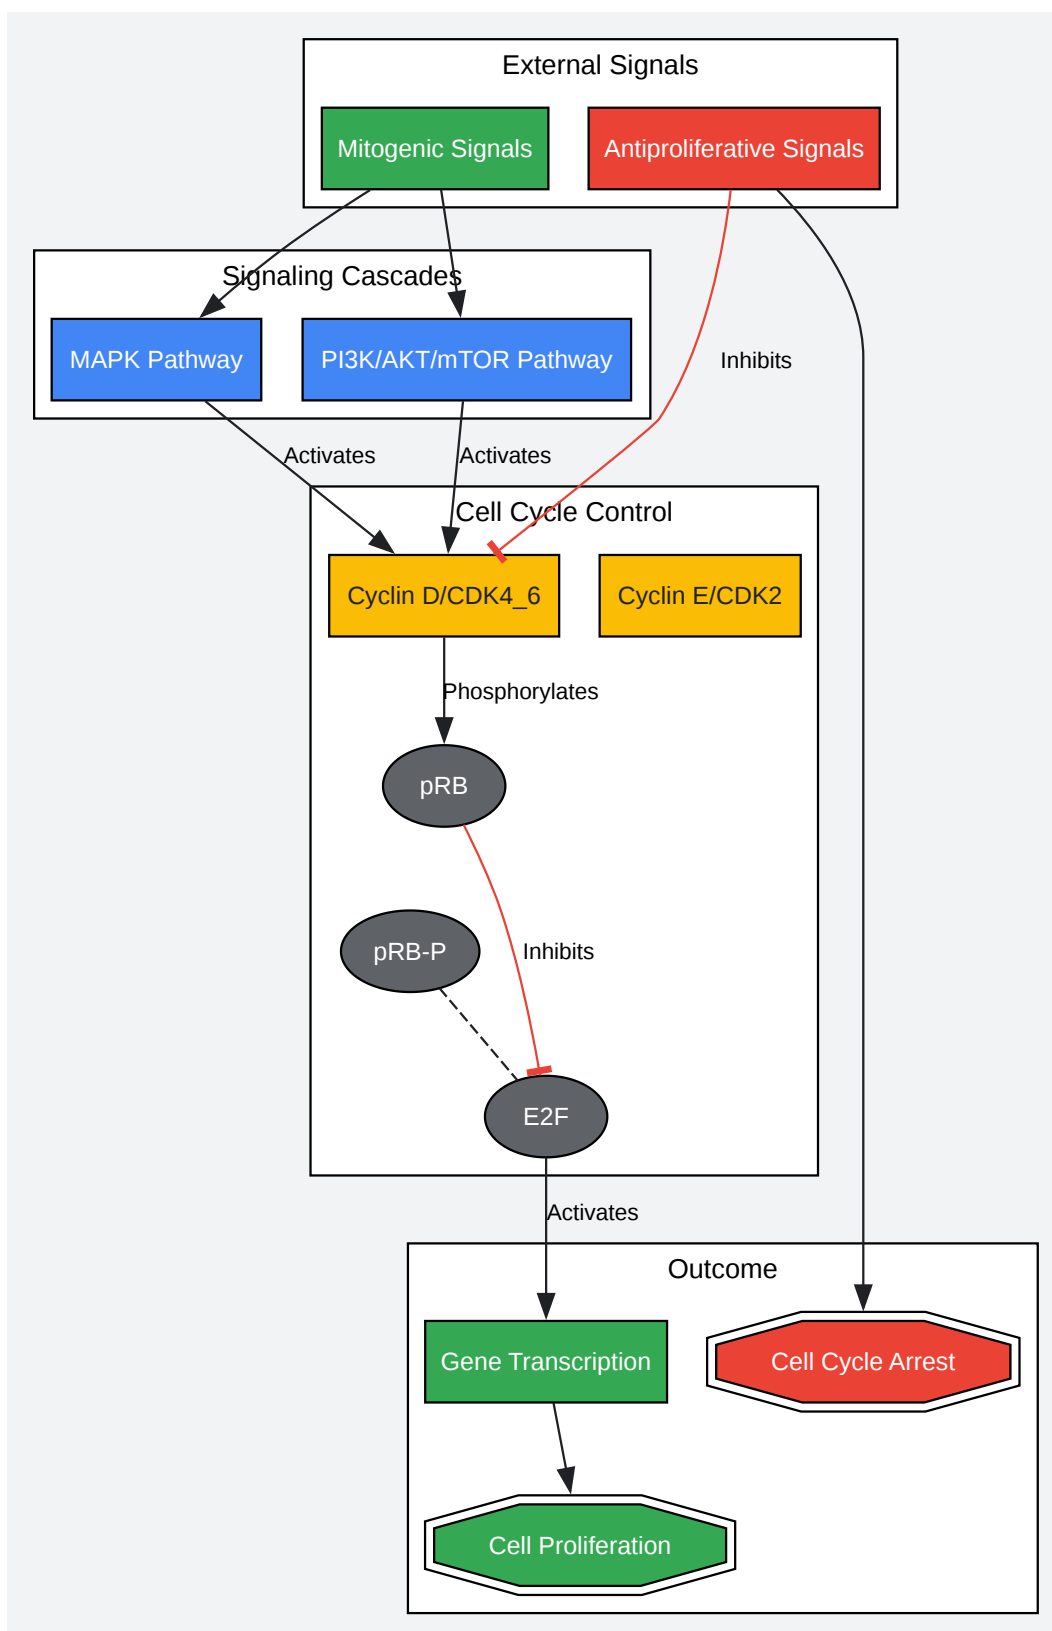 External Signals
Mitogenic Signals
Antiproliferative Signals
Signaling Cascades
MAPK Pathway
PI3K/AKT/mTOR Pathway
Inhibits
Activates
Activates
Cell Cycle Control
Cyclin D/CDK4_6
Cyclin E/CDK2
Phosphorylates
pRB
pRB-P
Inhibits
E2F
Activates
Outcome
Gene Transcription
Cell Cycle Arrest
Cell Proliferation